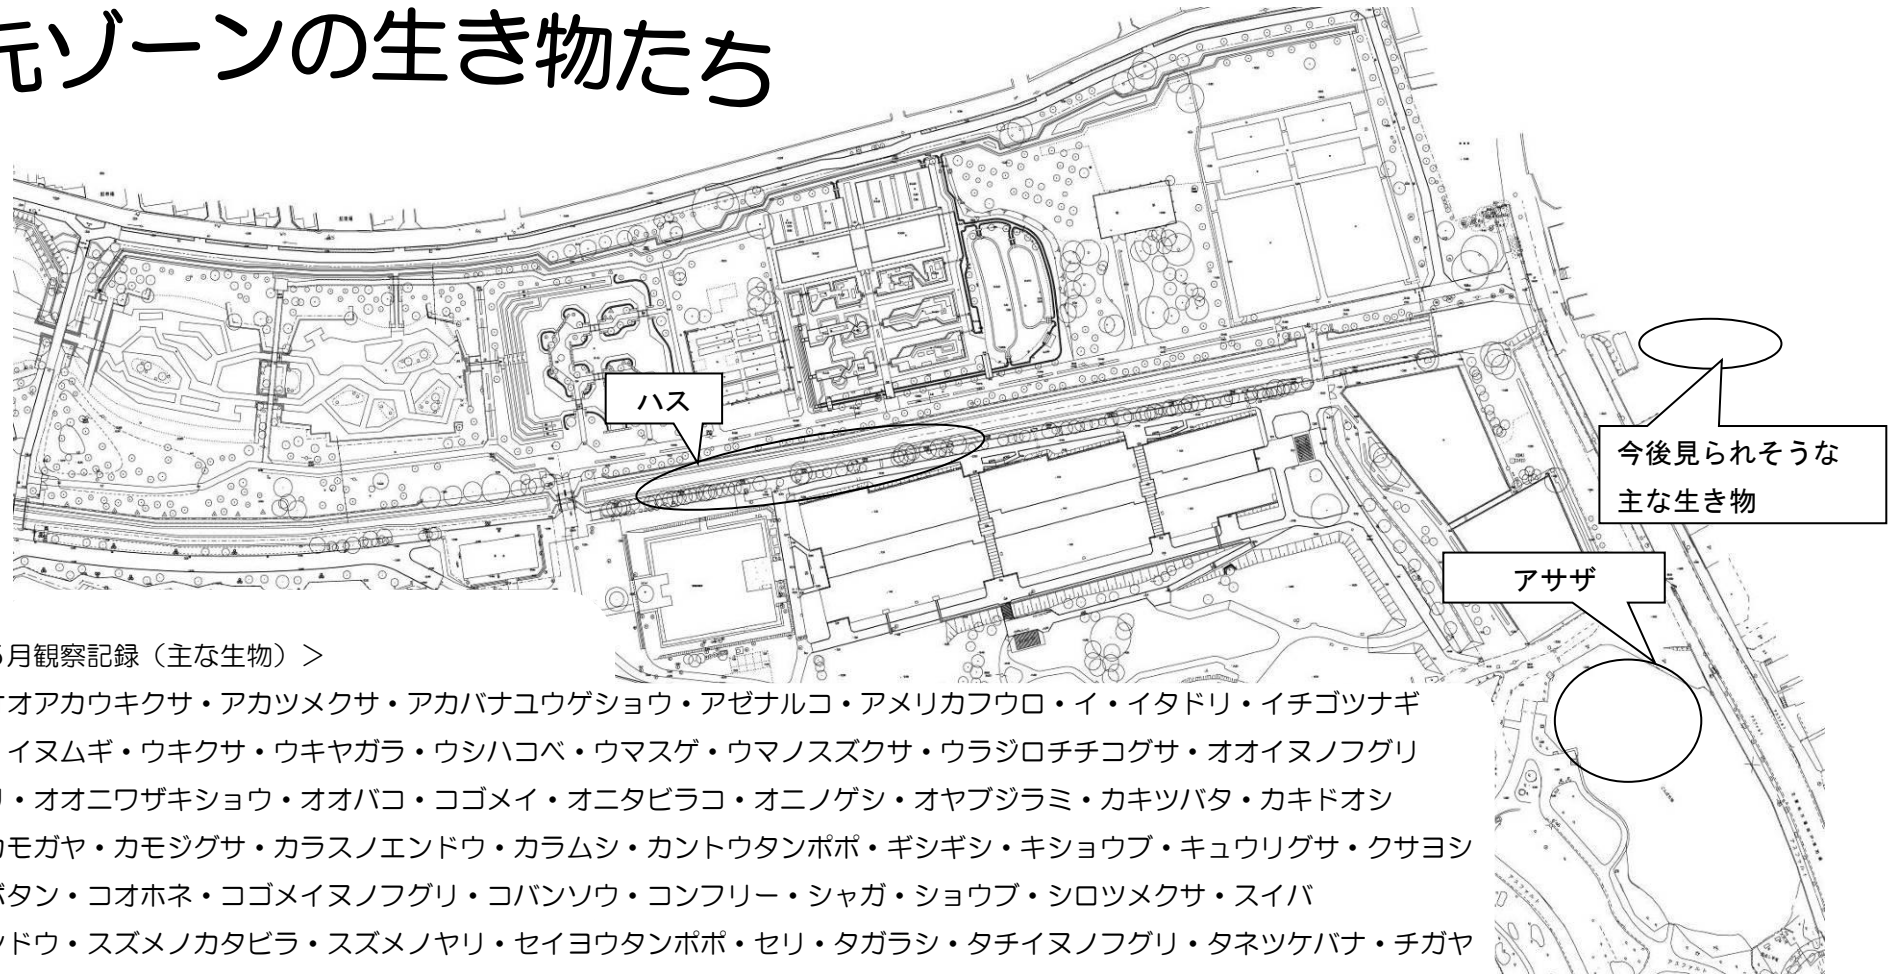 元ゾーンの生き物たち
ハス
今後見られそうな
主な生き物
アサザ
月観察記録（主な生物）＞
オオアカウキクサ・アカツメクサ・アカバナユウゲショウ・アゼナルコ・アメリカフウロ・イ・イタドリ・イチゴツナギ
・イヌムギ・ウキクサ・ウキヤガラ・ウシハコベ・ウマスゲ・ウマノスズクサ・ウラジロチチコグサ・オオイヌノフグリ
リ・オオニワザキショウ・オオバコ・コゴメイ・オニタビラコ・オニノゲシ・オヤブジラミ・カキツバタ・カキドオシ
カモガヤ・カモジグサ・カラスノエンドウ・カラムシ・カントウタンポポ・ギシギシ・キショウブ・キュウリグサ・クサヨシ
ボタン・コオホネ・コゴメイヌノフグリ・コバンソウ・コンフリー・シャガ・ショウブ・シロツメクサ・スイバ
ンドウ・スズメノカタビラ・スズメノヤリ・セイヨウタンポポ・セリ・タガラシ・タチイヌノフグリ・タネツケバナ・チガヤ